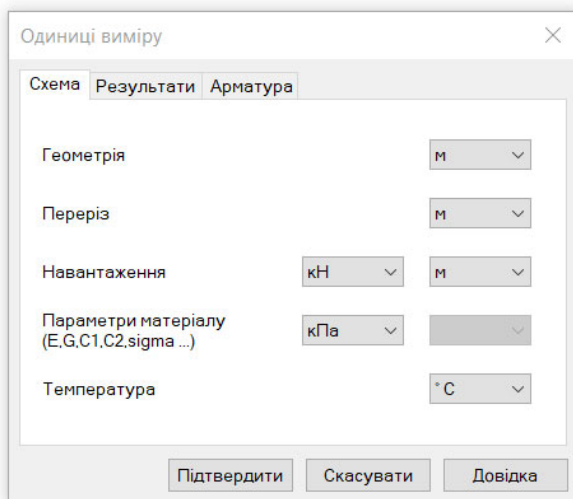 Одиниці виміру
Схема Результати Арматура
Геометрія м
Переріз м
Навантаження кН м
Параметри матеріалу кПа
(E,G,C1,C2,sigma ...)
Температура °C
Підтвердити Скасувати Довідка